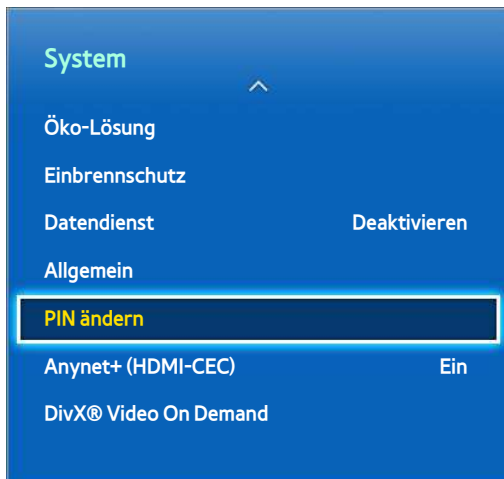 System
Öko-Lösung
Einbrennschutz
Datendienst Deaktivieren
Allgemein
PIN ändern
Anynet+ (HDMI-CEC) Ein
DivX® Video On Demand